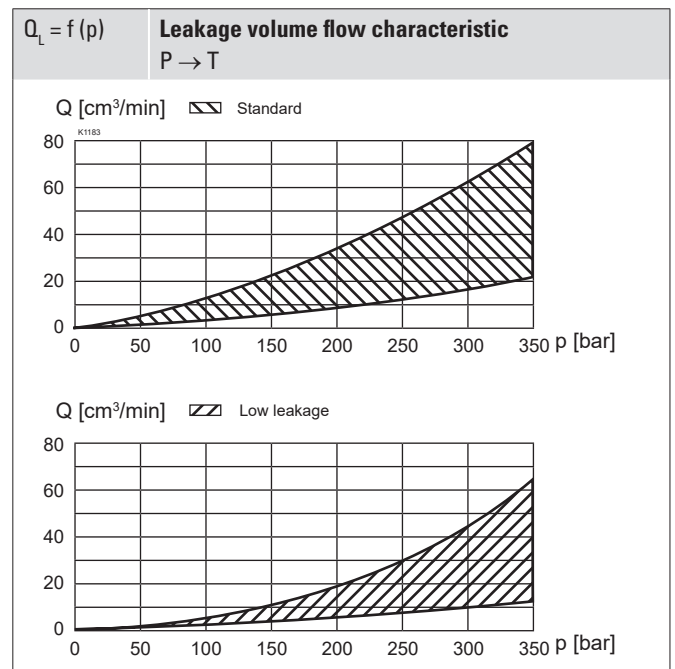 Q_L = f (p) Leakage volume flow characteristic
P → T
Q [cm³/min] Standard
K1183
80
60
40
20
0
0 50 100 150 200 250 300 350 p [bar]
Q [cm³/min] Low leakage
80
60
40
20
0
0 50 100 150 200 250 300 350 p [bar]